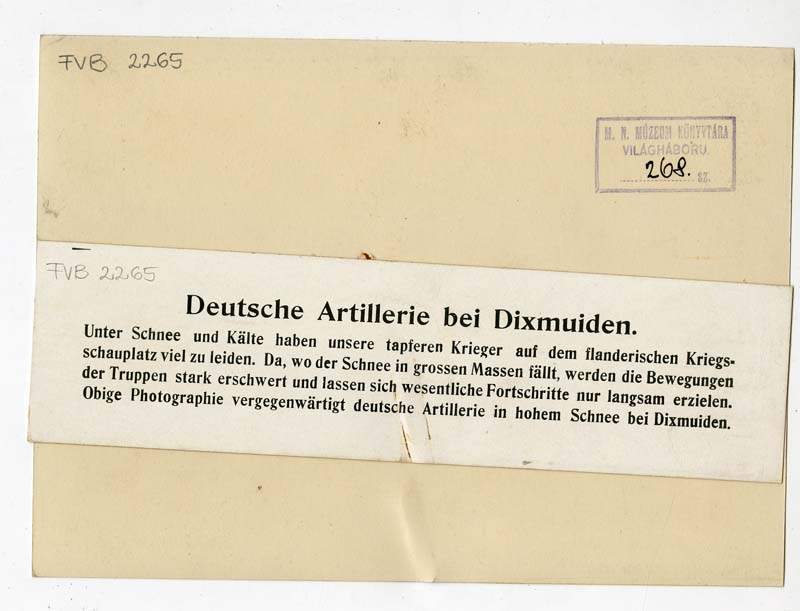 FVB 2265
M. N. MÚZEUM KÖNYVTÁRA
VILÁGHÁBORU.
268. SZ.
FVB 2265
Deutsche Artillerie bei Dixmuiden.
Unter Schnee und Kälte haben unsere tapferen Krieger auf dem flanderischen Kriegs-
schauplatz viel zu leiden. Da, wo der Schnee in grossen Massen fällt, werden die Bewegungen
der Truppen stark erschwert und lassen sich wesentliche Fortschritte nur langsam erzielen.
Obige Photographie vergegenwärtigt deutsche Artillerie in hohem Schnee bei Dixmuiden.